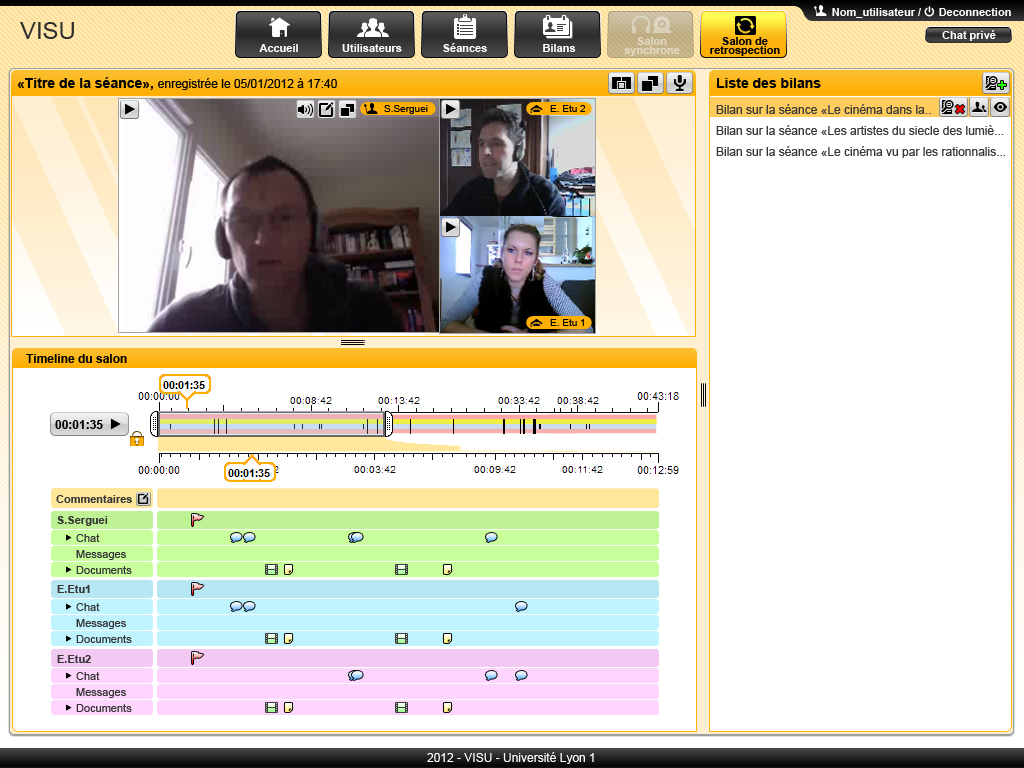 VISU
Accueil
Utilisateurs
Séances
Bilans
Salon synchrone
Salon de retrospection
Nom_utilisateur / Deconnection
Chat privé
«Titre de la séance», enregistrée le 05/01/2012 à 17:40
S.Serguei
E. Etu 2
E. Etu 1
Liste des bilans
Bilan sur la séance «Le cinéma dans la..
Bilan sur la séance «Les artistes du siecle des lumiè...
Bilan sur la séance «Le cinéma vu par les rationnalis...
Timeline du salon
00:01:35
00:00:00 00:08:42 00:13:42 00:33:42 00:38:42 00:43:18
00:01:35
00:00:00 00:01:35 00:03:42 00:09:42 00:11:42 00:12:59
Commentaires
S.Serguei
Chat
Messages
Documents
E.Etu1
Chat
Messages
Documents
E.Etu2
Chat
Messages
Documents
2012 - VISU - Université Lyon 1